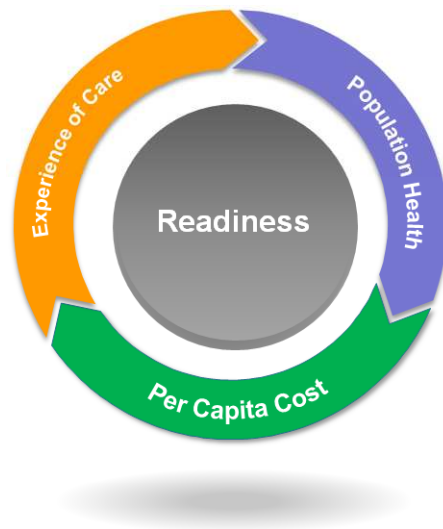 Experience of Care
Population Health
Readiness
Per Capita Cost